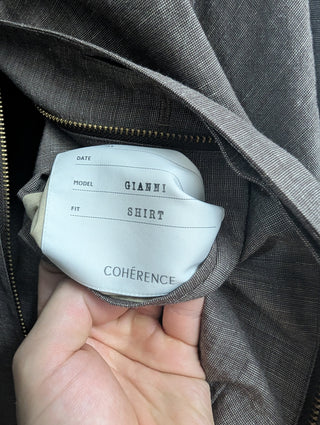 DATE
MODEL GIANNI
FIT SHIRT
COHÉRENCE